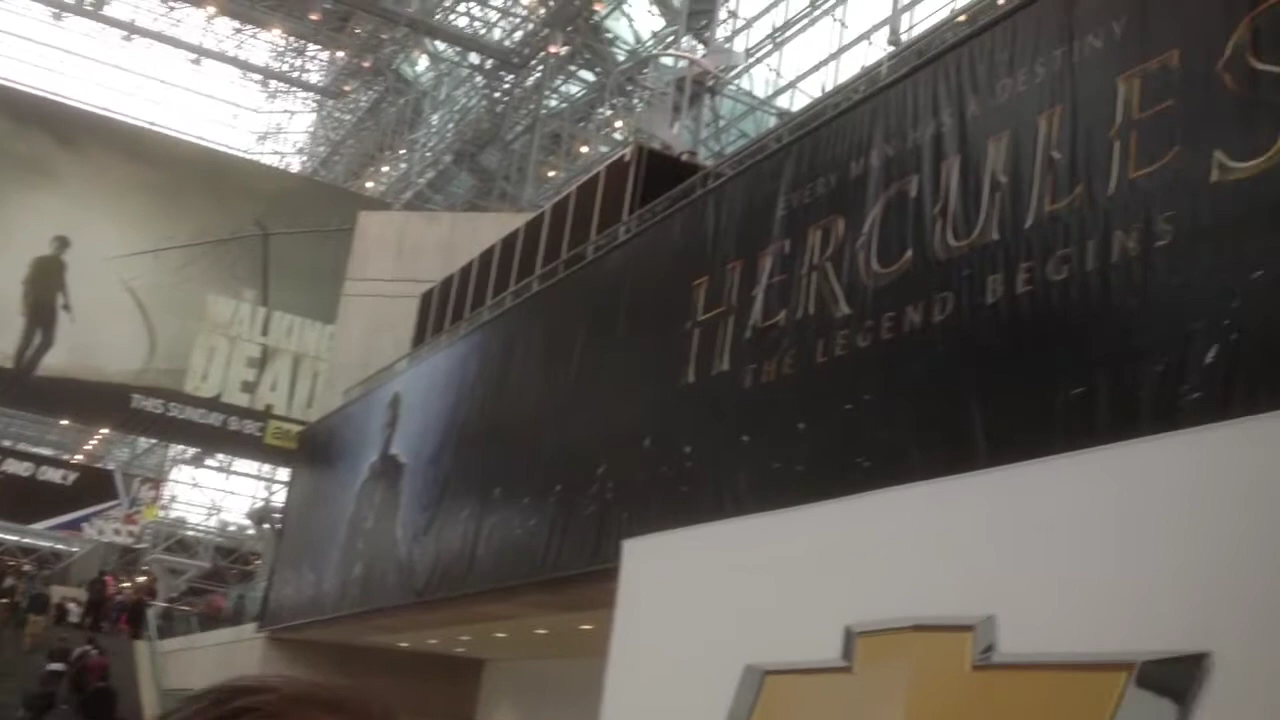 WALKING
DEAD
THIS SUNDAY 9/8C
amc
AND ONLY
EVERY MAN HAS DESTINY
HERCULES
THE LEGEND BEGINS